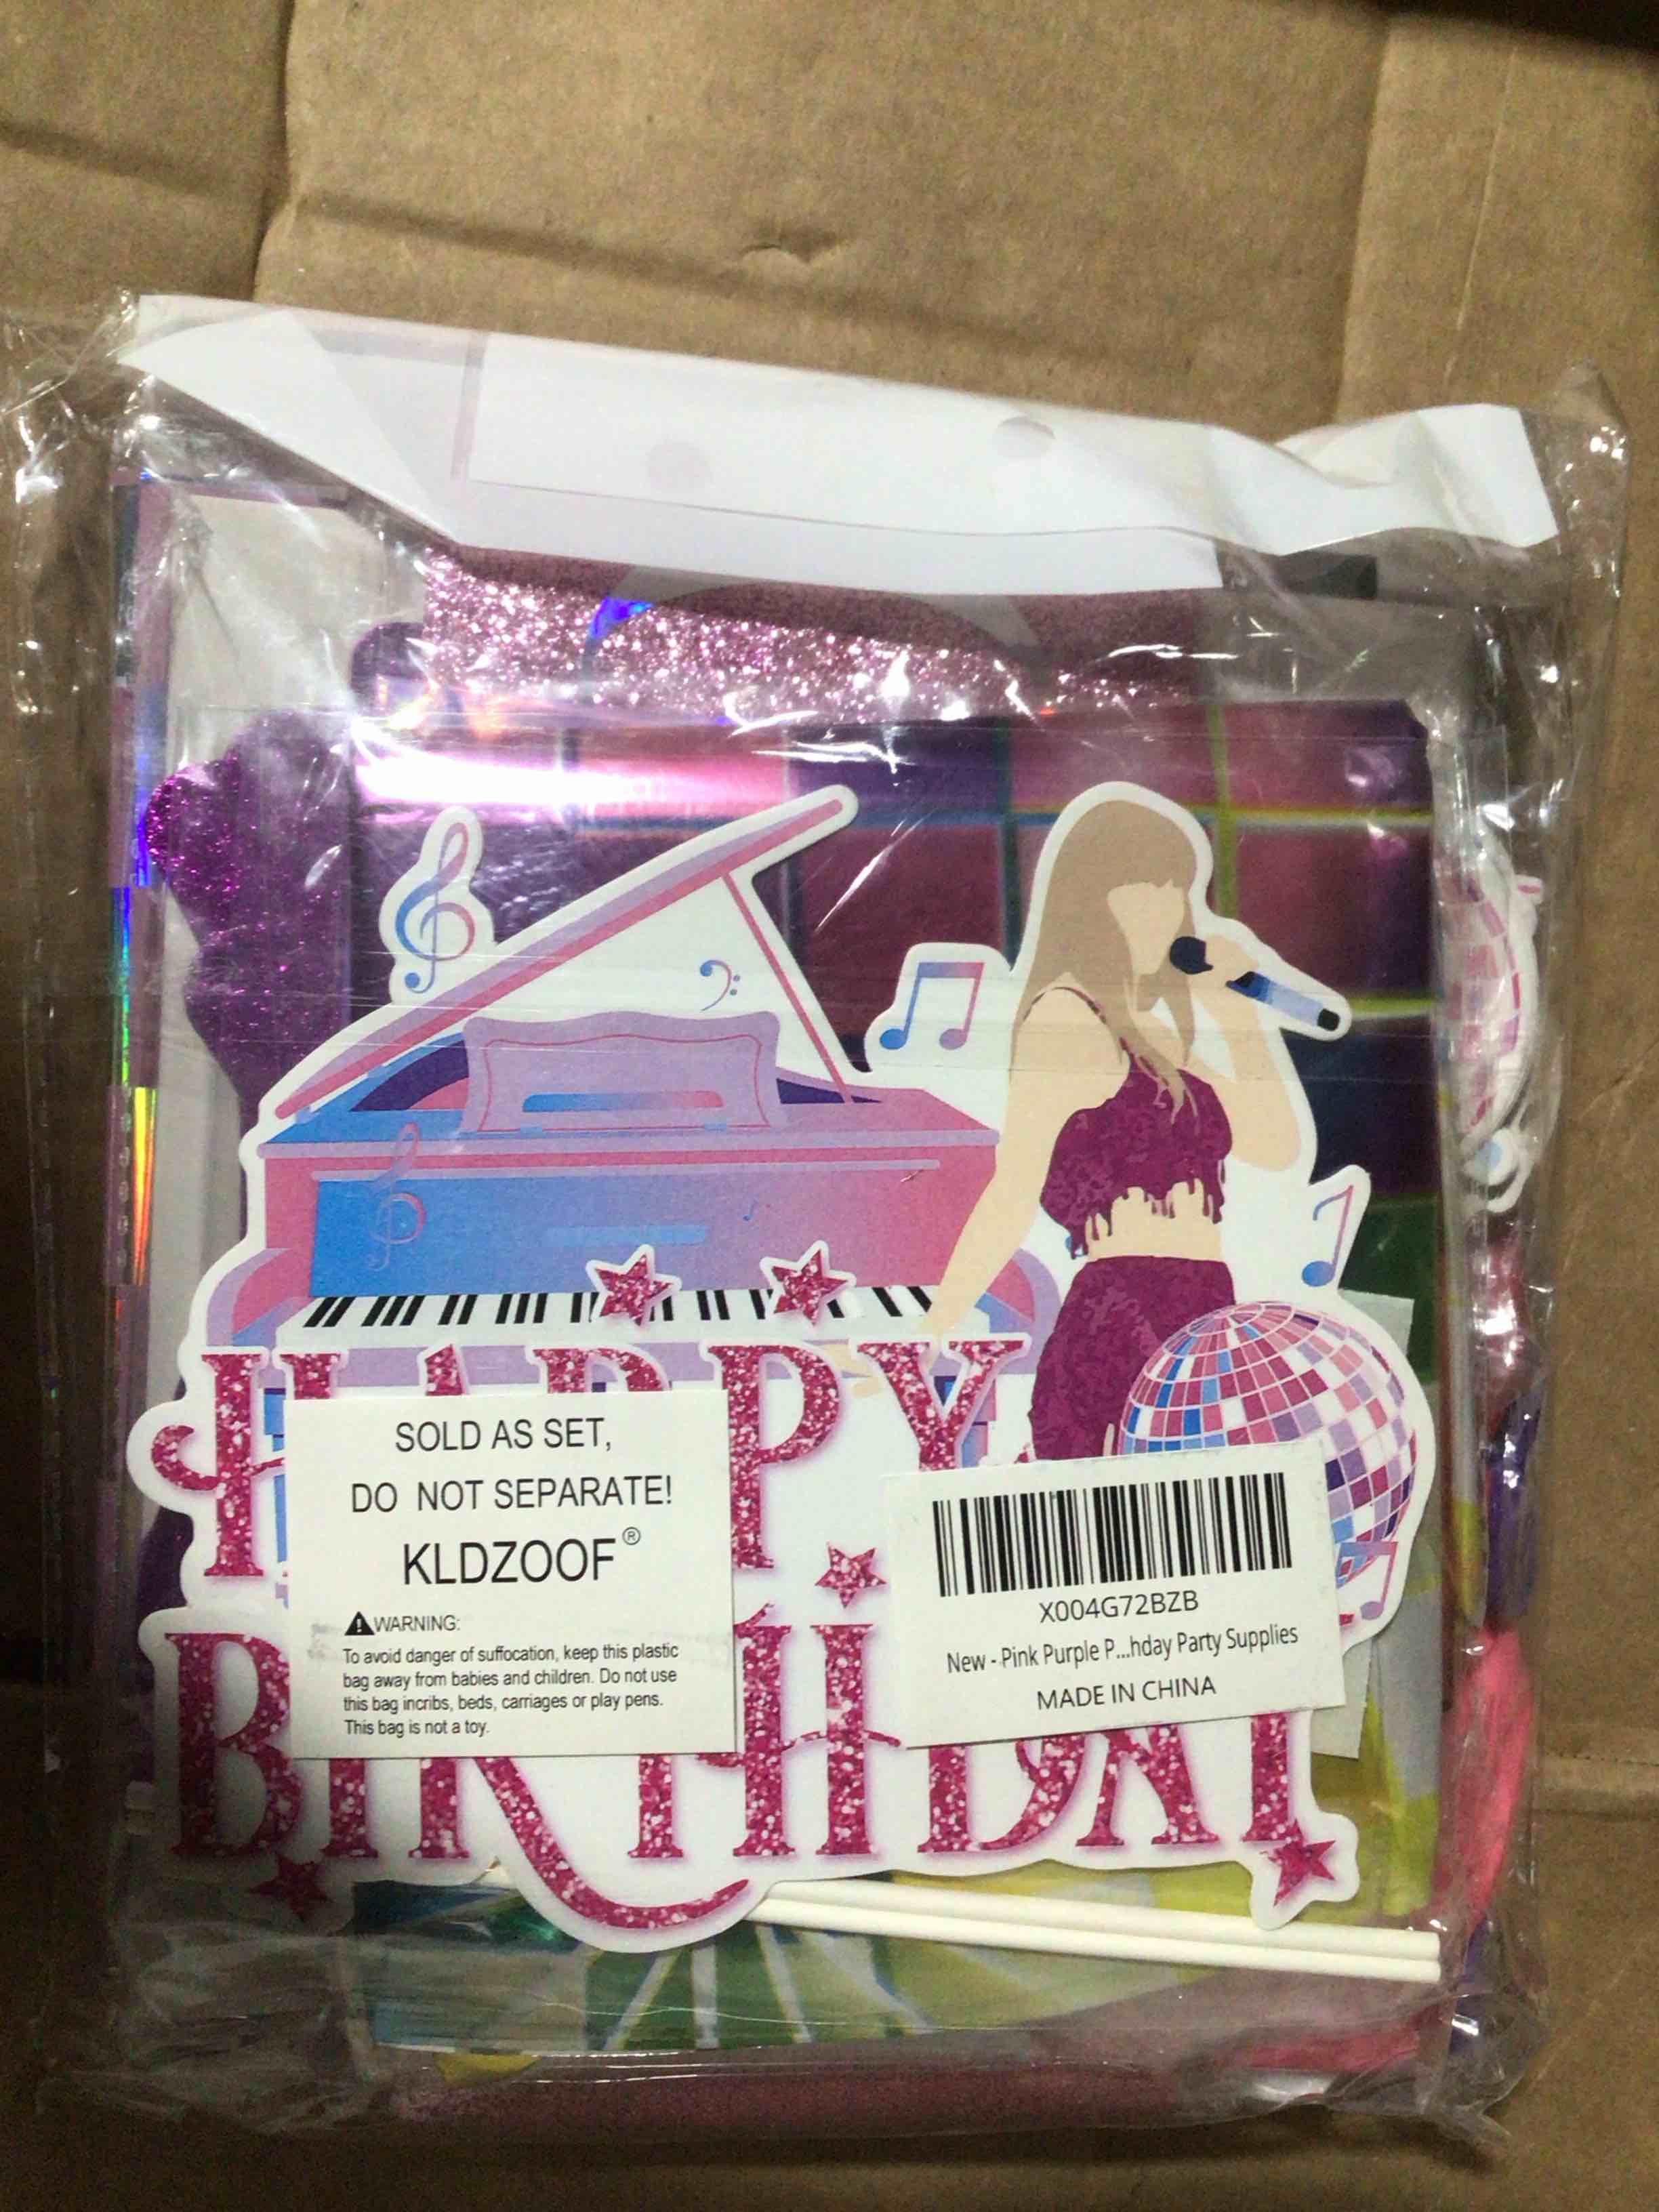 HAPPY
BIRTHDAY
SOLD AS SET,
DO NOT SEPARATE!
KLDZOOF®
⚠WARNING:
To avoid danger of suffocation, keep this plastic
bag away from babies and children. Do not use
this bag incribs, beds, carriages or play pens.
This bag is not a toy.
X004G72BZB
New - Pink Purple P...hday Party Supplies
MADE IN CHINA